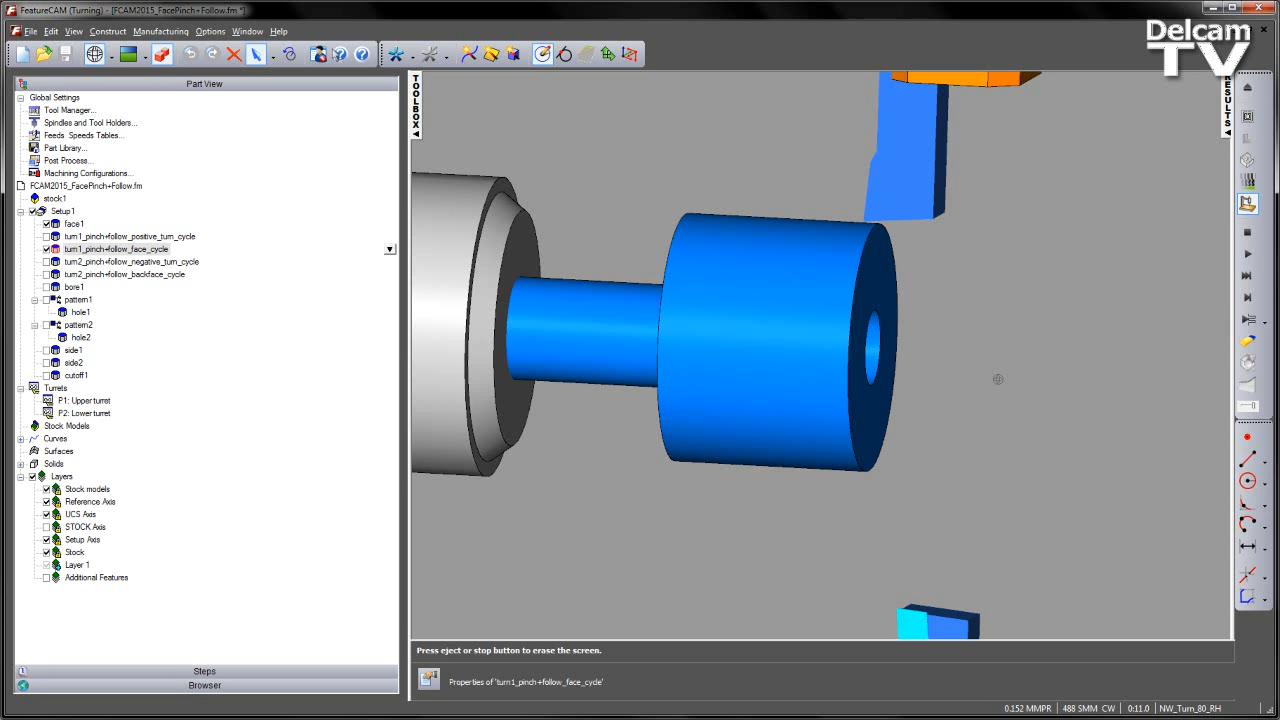 FeatureCAM (Turning) - [FCAM2015_FacePinch+Follow.fm *]
File Edit View Construct Manufacturing Options Window Help
Delcam
TV
Part View
Global Settings
Tool Manager...
Spindles and Tool Holders...
Feeds Speeds Tables...
Part Library...
Post Process...
Machining Configurations...
FCAM2015_FacePinch+Follow.fm
stock1
Setup1
face1
turn1_pinch+follow_positive_turn_cycle
turn1_pinch+follow_face_cycle
turn2_pinch+follow_negative_turn_cycle
turn2_pinch+follow_backface_cycle
bore1
pattern1
hole1
pattern2
hole2
side1
side2
cutoff1
Turrets
P1: Upper turret
P2: Lower turret
Stock Models
Curves
Surfaces
Solids
Layers
Stock models
Reference Axis
UCS Axis
STOCK Axis
Setup Axis
Stock
Layer 1
Additional Features
Steps
Browser
TOOLBOX
RESULTS
Press eject or stop button to erase the screen.
Properties of 'turn1_pinch+follow_face_cycle'
0.152 MMPR 488 SMM CW 0:11.0 NW_Turn_80_RH